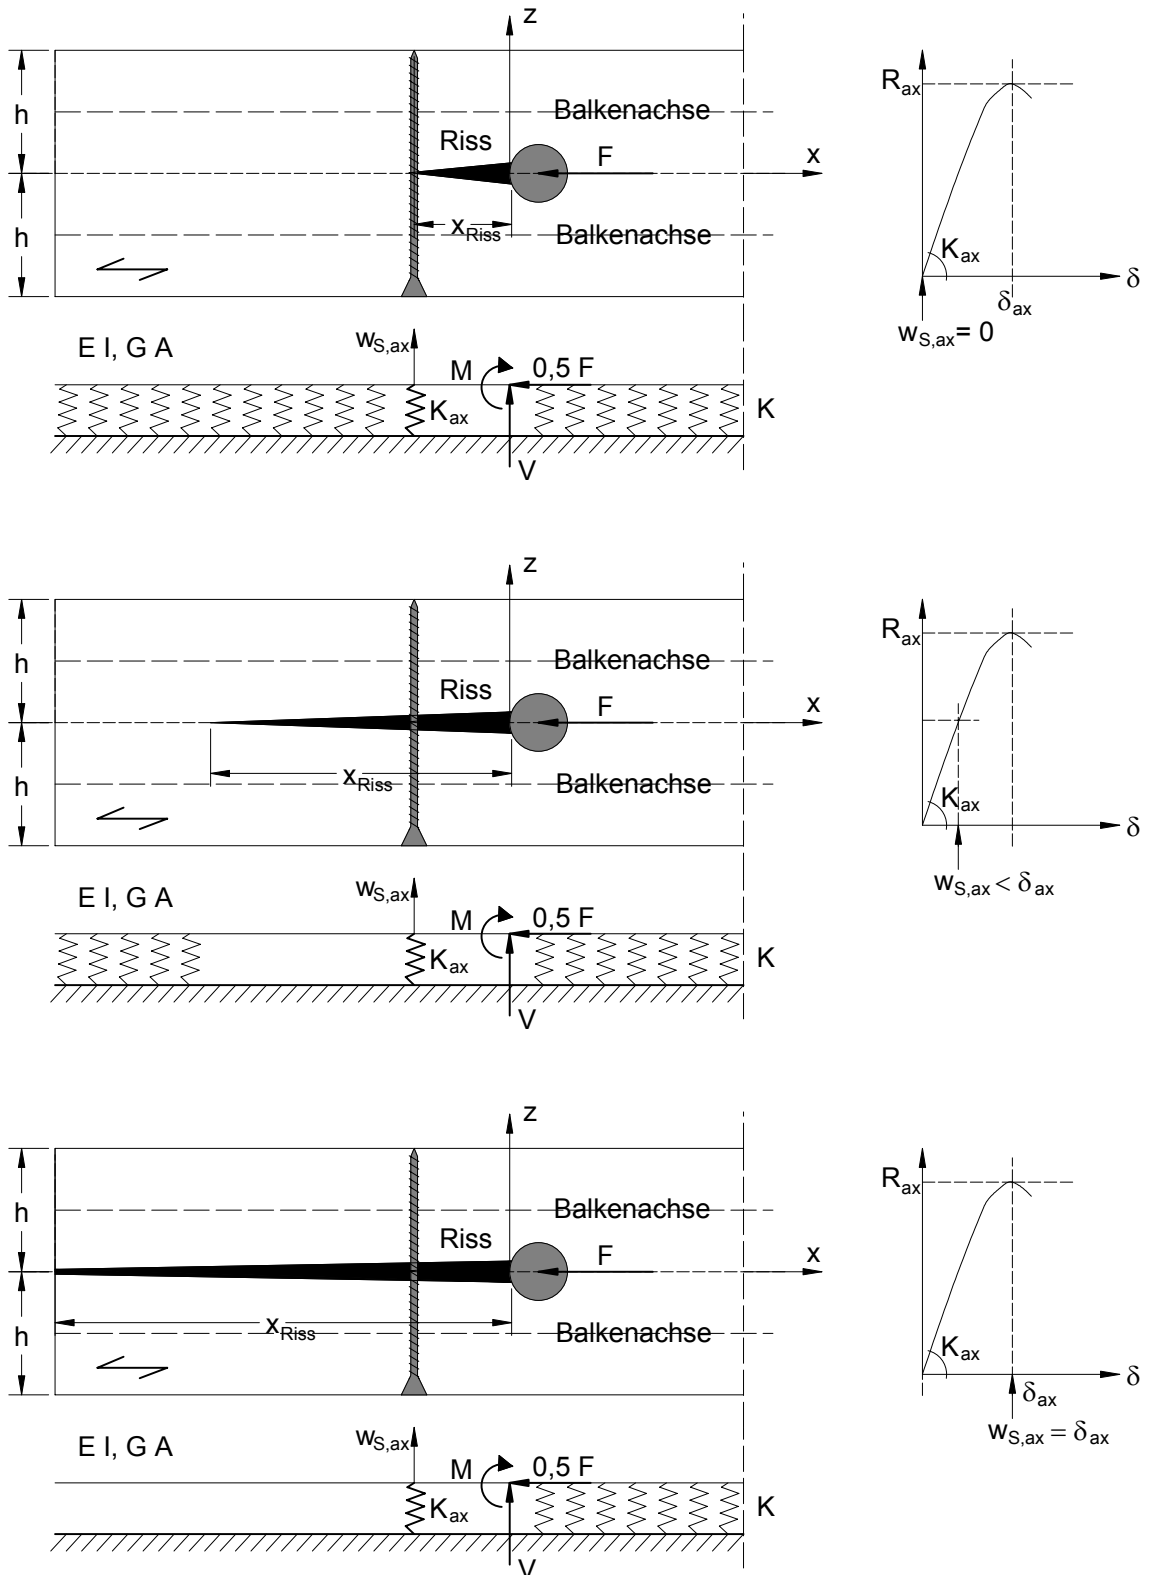 z
h
Balkenachse
Riss
F
x
x_Riss
h
Balkenachse
R_ax
K_ax
δ_ax
δ
w_S,ax = 0
E I, G A
w_S,ax
M
0,5 F
K_ax
K
V
z
h
Balkenachse
Riss
F
x
x_Riss
h
Balkenachse
R_ax
K_ax
δ
w_S,ax < δ_ax
E I, G A
w_S,ax
M
0,5 F
K_ax
K
V
z
h
Balkenachse
Riss
F
x
x_Riss
h
Balkenachse
R_ax
K_ax
δ_ax
δ
w_S,ax = δ_ax
E I, G A
w_S,ax
M
0,5 F
K_ax
K
V